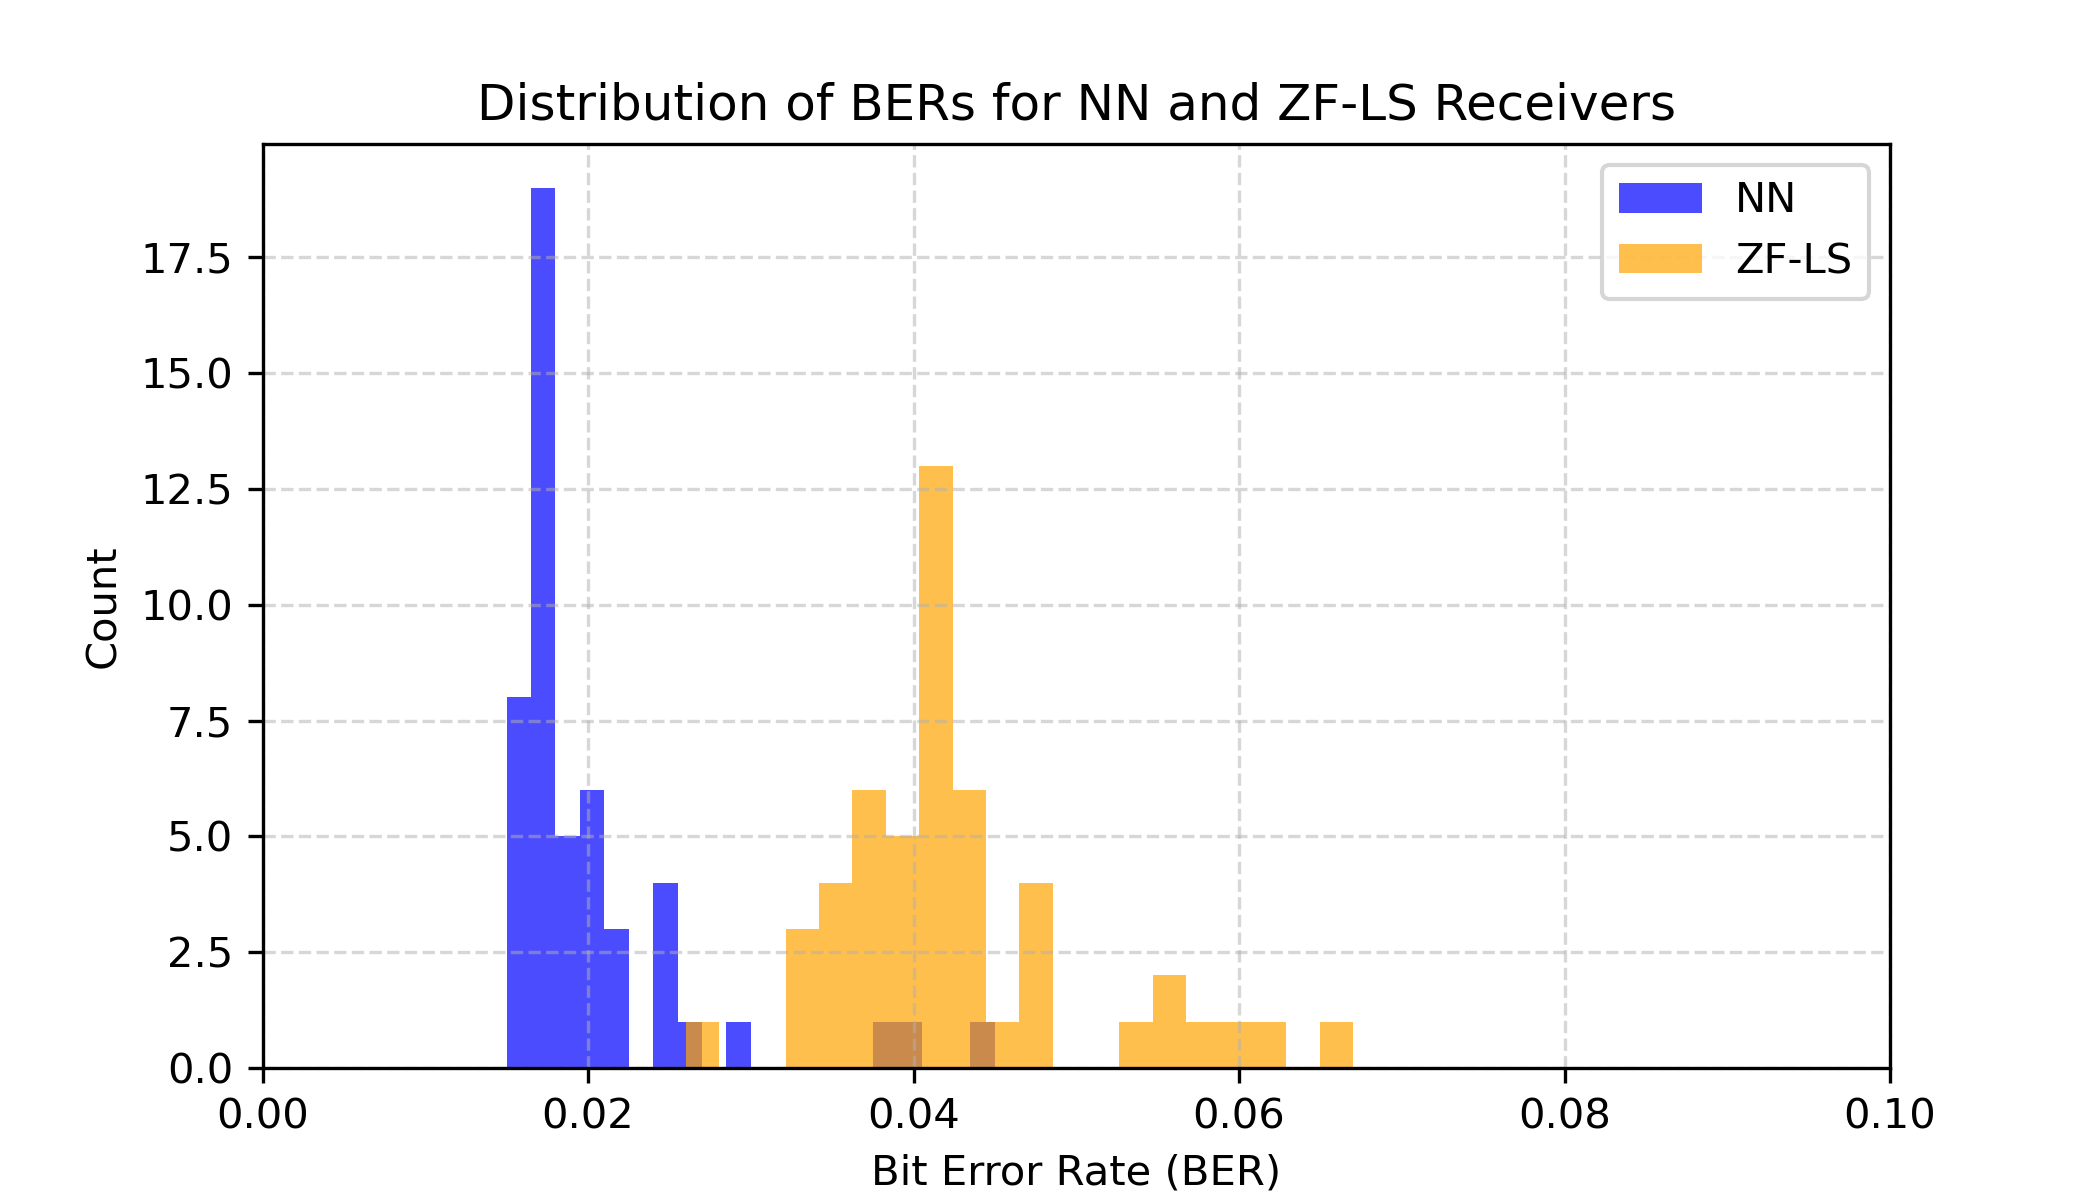 Distribution of BERs for NN and ZF-LS Receivers
NN
ZF-LS
17.5
15.0
12.5
10.0
7.5
5.0
2.5
0.0
Count
0.00 0.02 0.04 0.06 0.08 0.10
Bit Error Rate (BER)